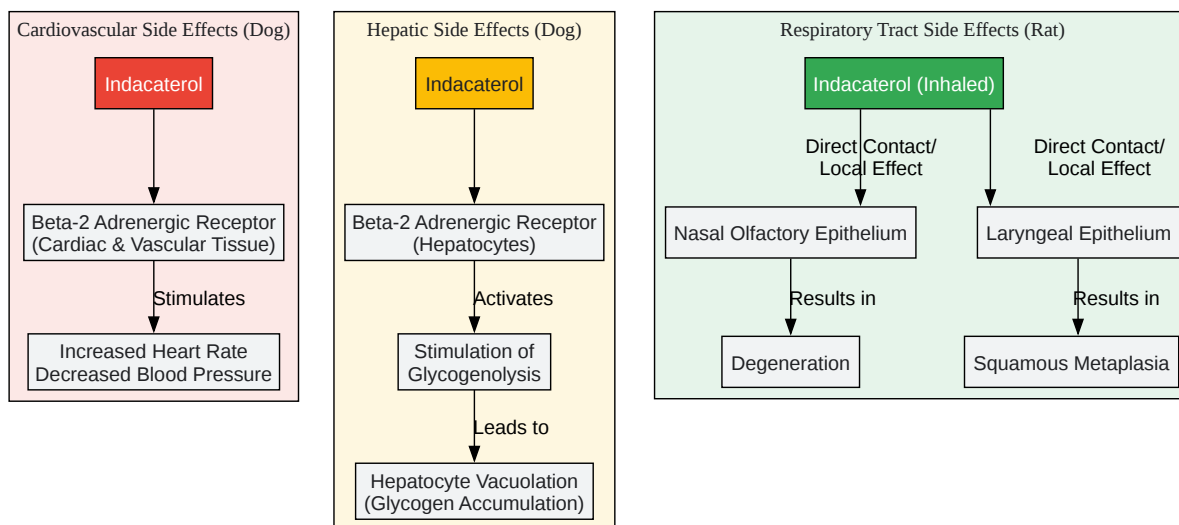 Cardiovascular Side Effects (Dog)
Indacaterol
Beta-2 Adrenergic Receptor
(Cardiac & Vascular Tissue)
Stimulates
Increased Heart Rate
Decreased Blood Pressure
Hepatic Side Effects (Dog)
Indacaterol
Beta-2 Adrenergic Receptor
(Hepatocytes)
Activates
Stimulation of
Glycogenolysis
Leads to
Hepatocyte Vacuolation
(Glycogen Accumulation)
Respiratory Tract Side Effects (Rat)
Indacaterol (Inhaled)
Direct Contact/
Local Effect
Direct Contact/
Local Effect
Nasal Olfactory Epithelium
Laryngeal Epithelium
Results in
Results in
Degeneration
Squamous Metaplasia